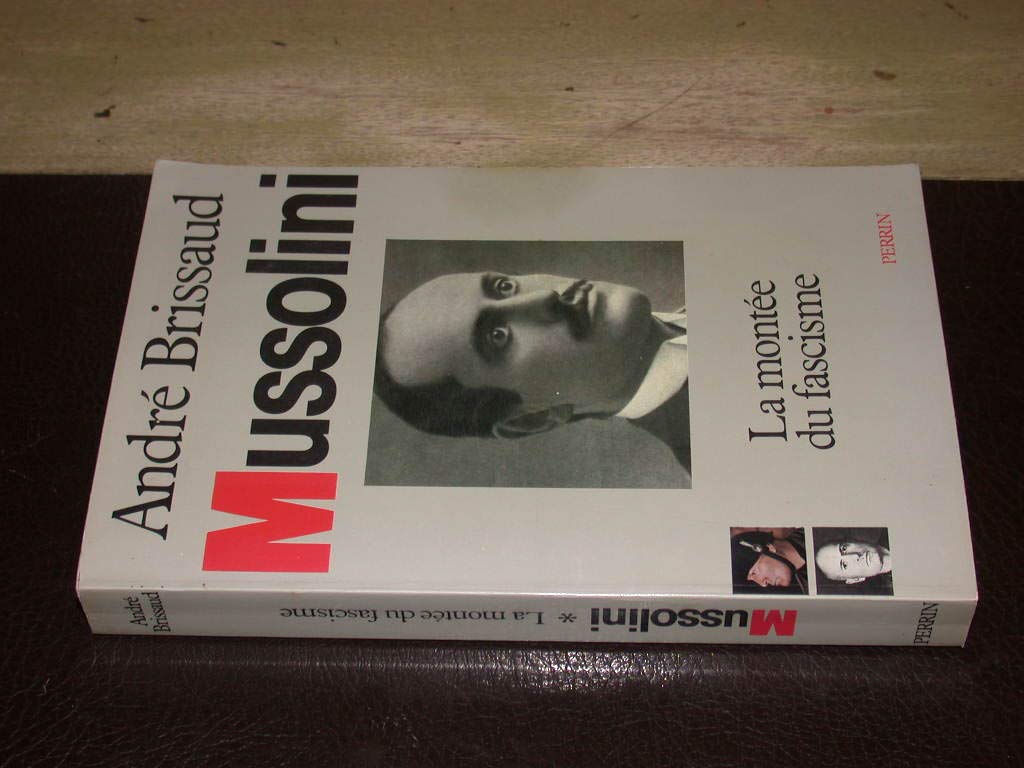 André Brissaud
Mussolini
La montée
du fascisme
PERRIN
André
Brissaud
Mussolini * La montée du fascisme
PERRIN